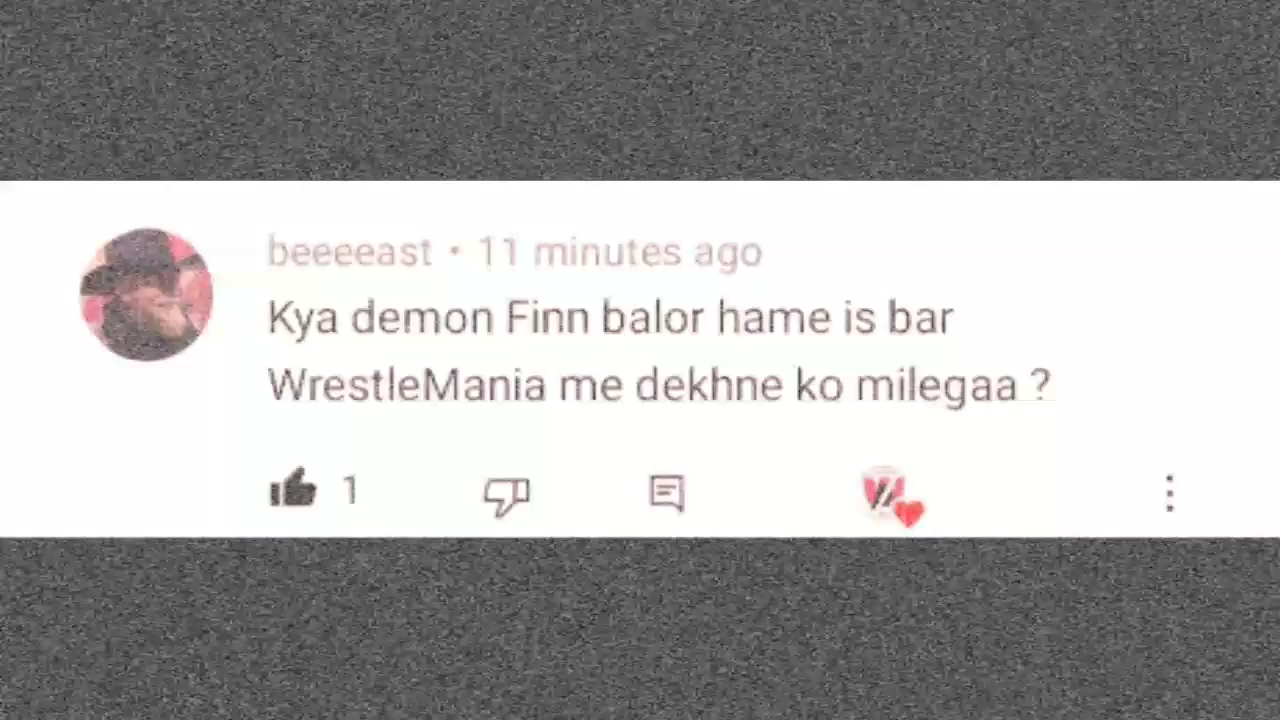 beeeeast • 11 minutes ago
Kya demon Finn balor hame is bar
WrestleMania me dekhne ko milegaa ?
1